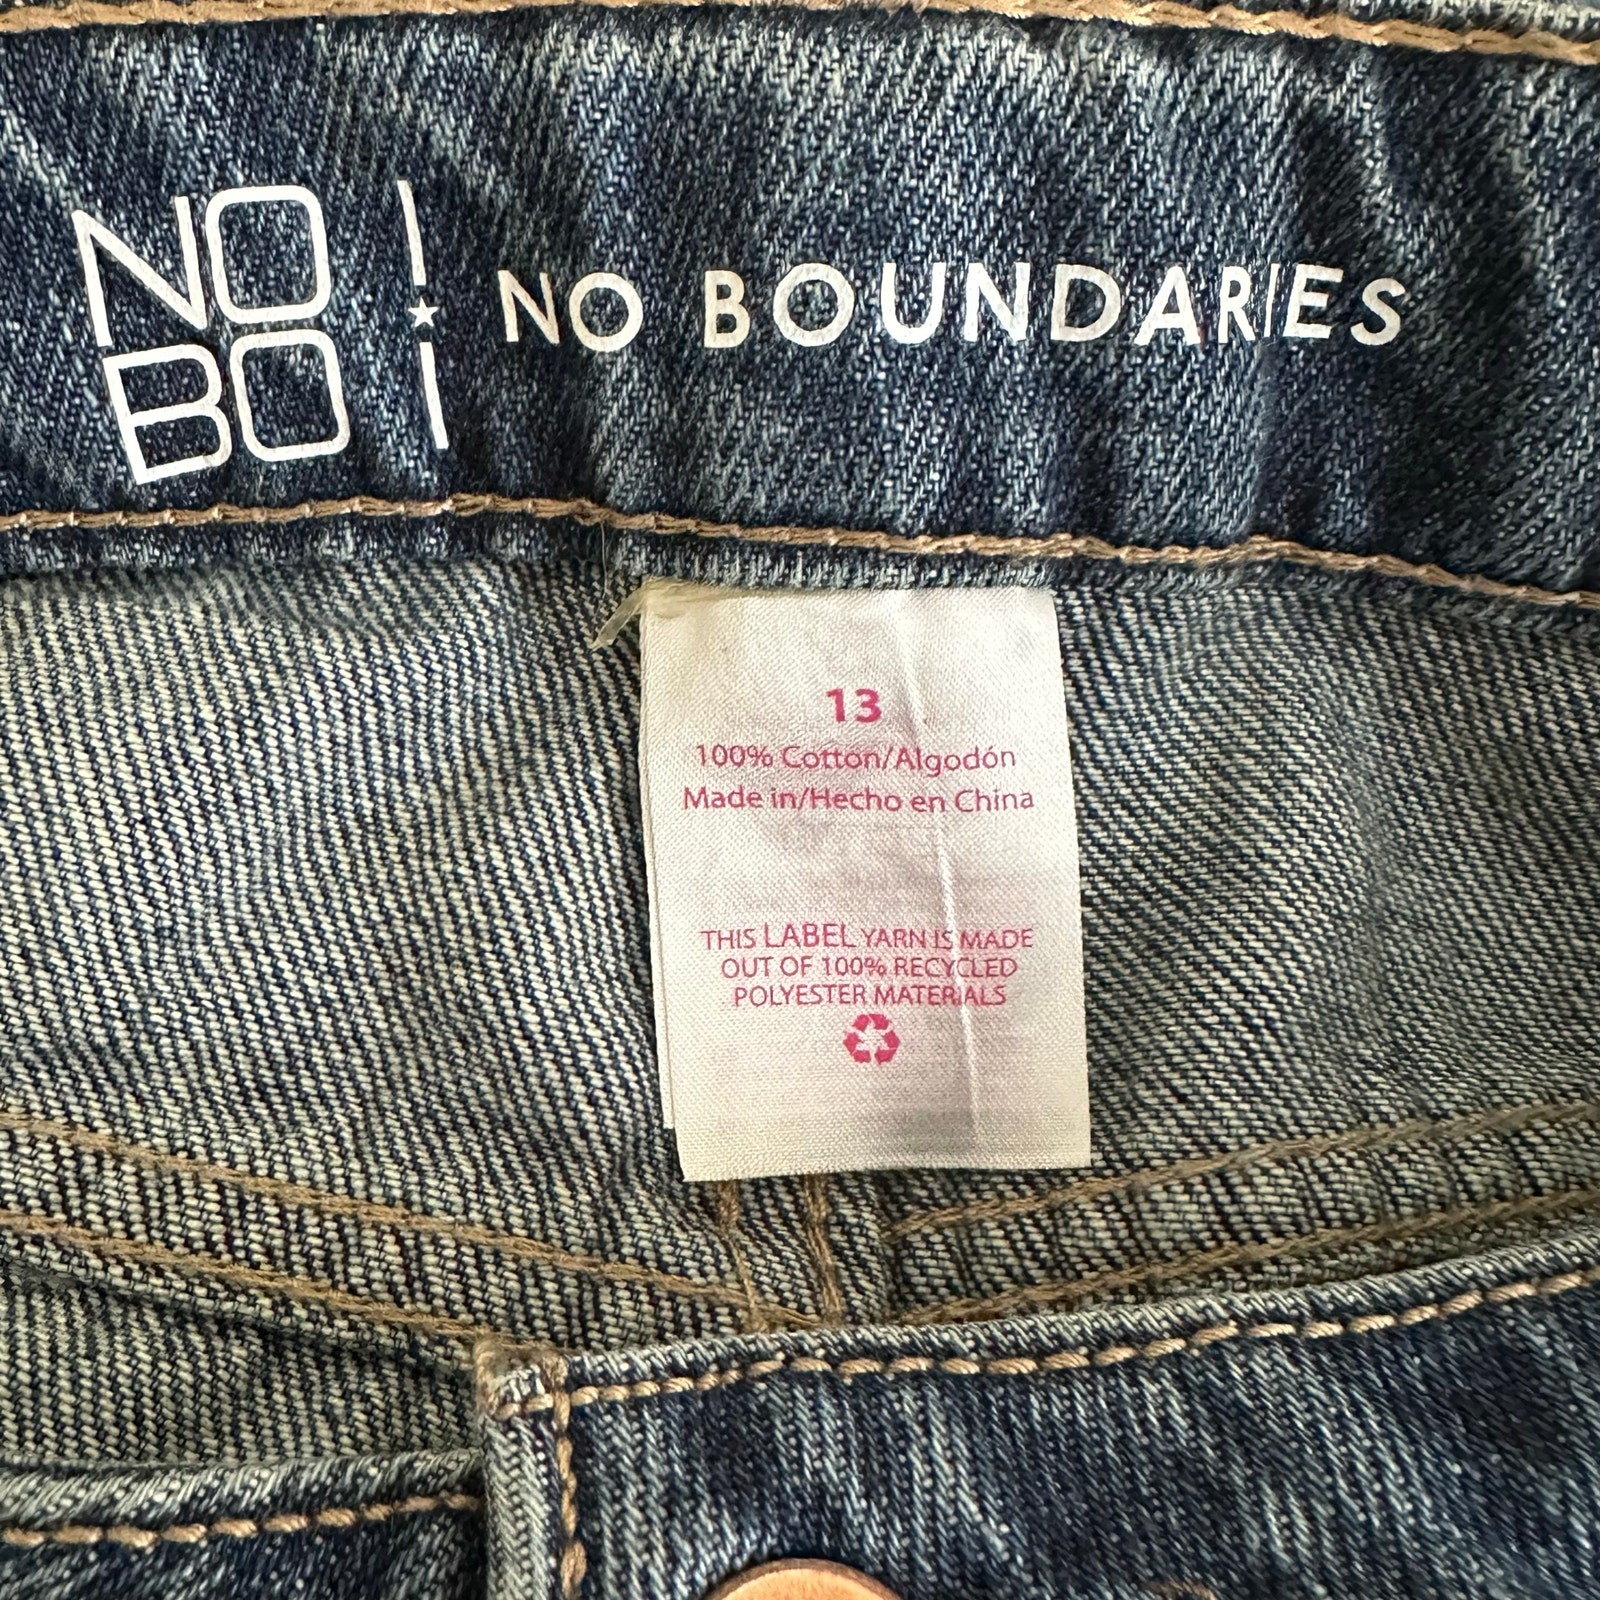 NO
BO
NO BOUNDARIES
13
100% Cotton/Algodón
Made in/Hecho en China
THIS LABEL YARN IS MADE
OUT OF 100% RECYCLED
POLYESTER MATERIALS